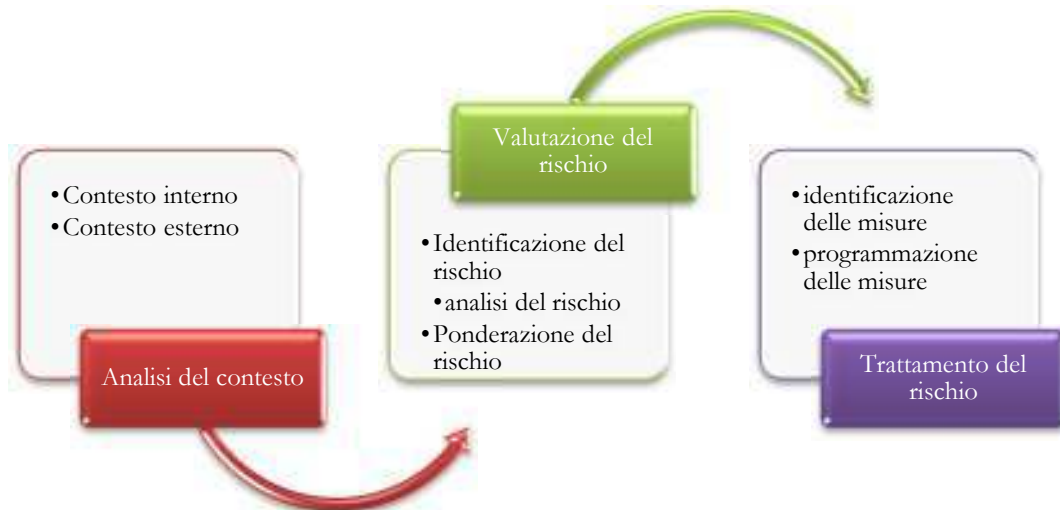 •Contesto interno
•Contesto esterno
Analisi del contesto
Valutazione del
rischio
•Identificazione del
rischio
•analisi del rischio
•Ponderazione del
rischio
•identificazione
delle misure
•programmazione
delle misure
Trattamento del
rischio